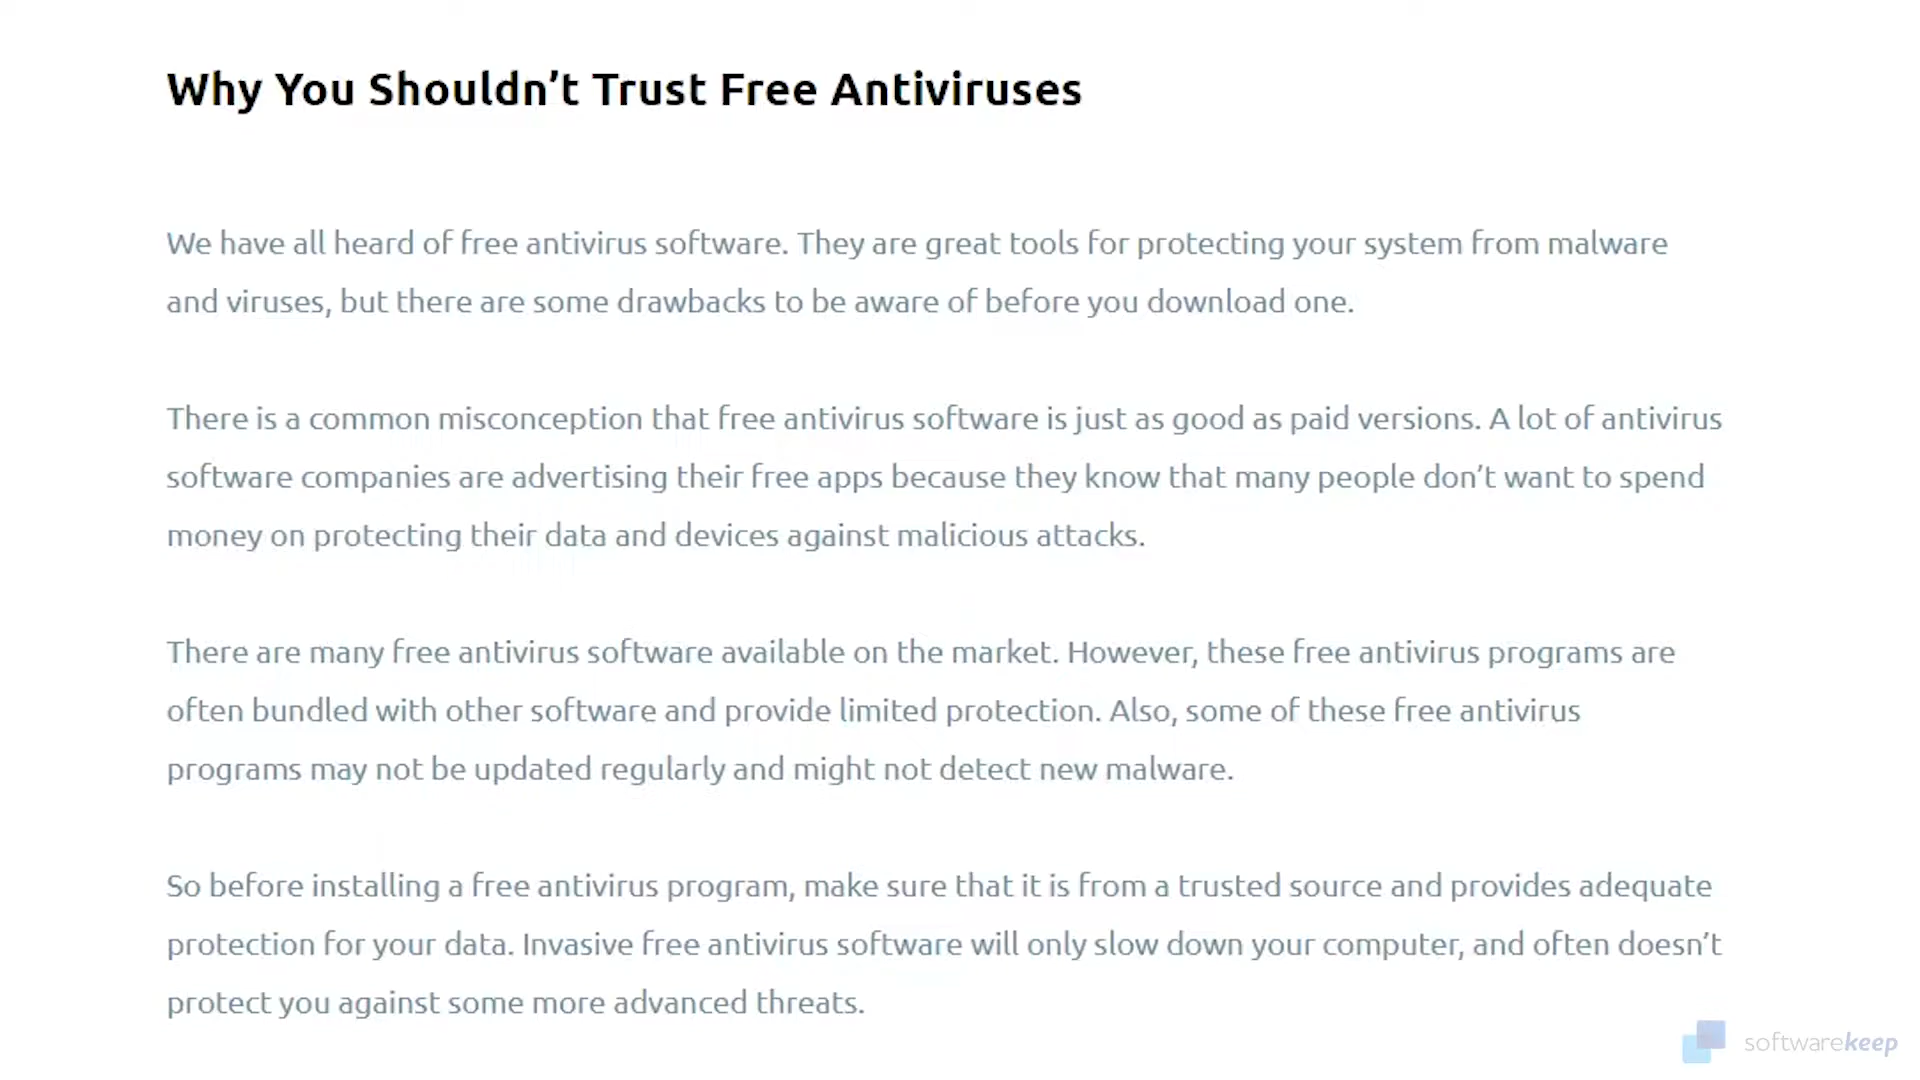 Why You Shouldn’t Trust Free Antiviruses
We have all heard of free antivirus software. They are great tools for protecting your system from malware
and viruses, but there are some drawbacks to be aware of before you download one.
There is a common misconception that free antivirus software is just as good as paid versions. A lot of antivirus
software companies are advertising their free apps because they know that many people don’t want to spend
money on protecting their data and devices against malicious attacks.
There are many free antivirus software available on the market. However, these free antivirus programs are
often bundled with other software and provide limited protection. Also, some of these free antivirus
programs may not be updated regularly and might not detect new malware.
So before installing a free antivirus program, make sure that it is from a trusted source and provides adequate
protection for your data. Invasive free antivirus software will only slow down your computer, and often doesn’t
protect you against some more advanced threats.
softwarekeep